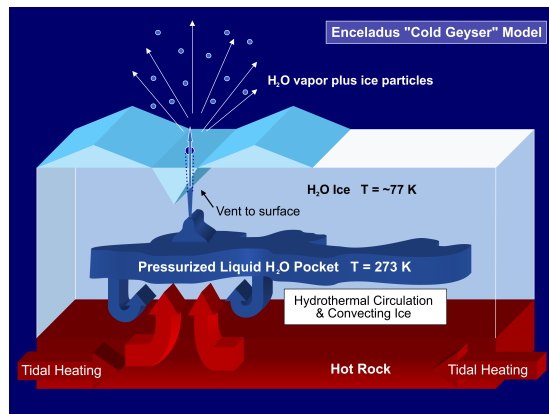 Enceladus "Cold Geyser" Model
H₂O vapor plus ice particles
H₂O Ice   T = ~77 K
Vent to surface
Pressurized Liquid H₂O Pocket   T = 273 K
Hydrothermal Circulation
& Convecting Ice
Tidal Heating
Hot Rock
Tidal Heating